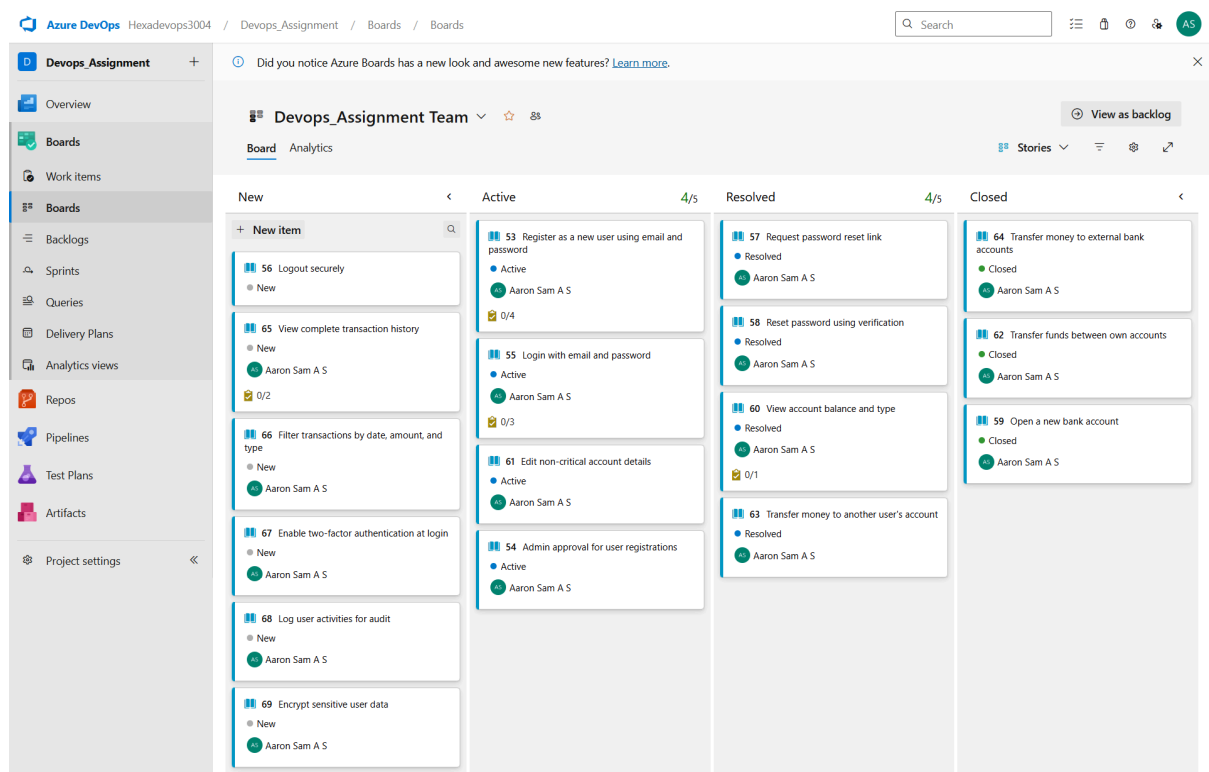 Azure DevOps Hexadevops3004 / Devops_Assignment / Boards / Boards
Search
AS
D Devops_Assignment +
Overview
Boards
Work items
Boards
Backlogs
Sprints
Queries
Delivery Plans
Analytics views
Repos
Pipelines
Test Plans
Artifacts
Project settings
Did you notice Azure Boards has a new look and awesome new features? Learn more.
Devops_Assignment Team
View as backlog
Board Analytics
Stories
New
+ New item
56 Logout securely
New
65 View complete transaction history
New
AS Aaron Sam A S
0/2
66 Filter transactions by date, amount, and
type
New
AS Aaron Sam A S
67 Enable two-factor authentication at login
New
AS Aaron Sam A S
68 Log user activities for audit
New
AS Aaron Sam A S
69 Encrypt sensitive user data
New
AS Aaron Sam A S
Active 4/5
53 Register as a new user using email and
password
Active
AS Aaron Sam A S
0/4
55 Login with email and password
Active
AS Aaron Sam A S
0/3
61 Edit non-critical account details
Active
AS Aaron Sam A S
54 Admin approval for user registrations
Active
AS Aaron Sam A S
Resolved 4/5
57 Request password reset link
Resolved
AS Aaron Sam A S
58 Reset password using verification
Resolved
AS Aaron Sam A S
60 View account balance and type
Resolved
AS Aaron Sam A S
0/1
63 Transfer money to another user's account
Resolved
AS Aaron Sam A S
Closed
64 Transfer money to external bank
accounts
Closed
AS Aaron Sam A S
62 Transfer funds between own accounts
Closed
AS Aaron Sam A S
59 Open a new bank account
Closed
AS Aaron Sam A S